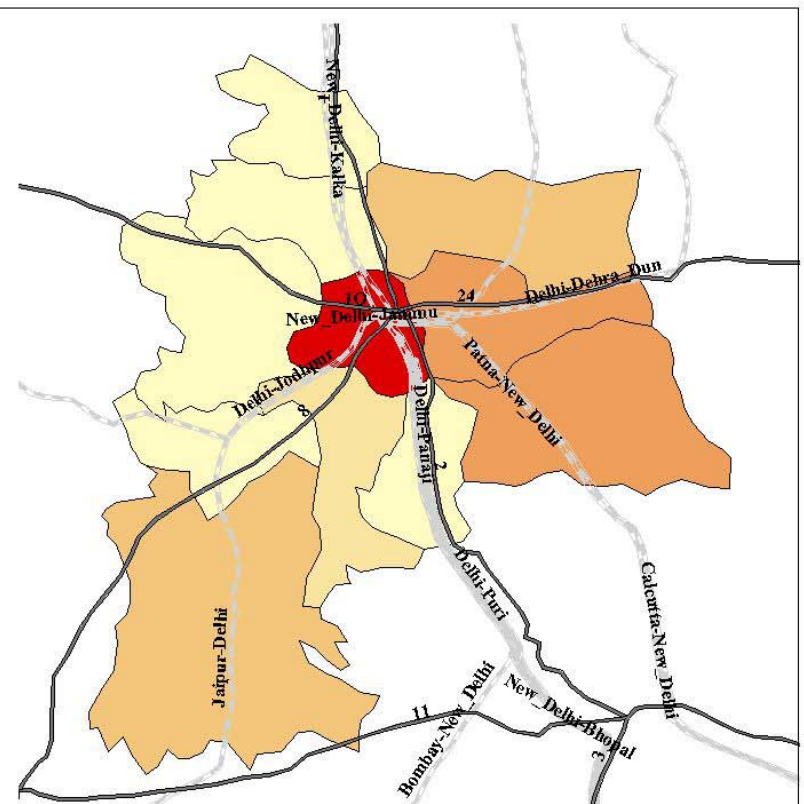 New_Delhi-Kalka
1
10
24
Delhi-Dehra_Dun
New_Delhi-Jammu
Patna-New_Delhi
Delhi-Jodhpur
8
Delhi-Panaji
2
Delhi-Puri
Calcutta-New_Delhi
Jaipur-Delhi
Bombay-New_Delhi
New_Delhi-Bhopal
11
3